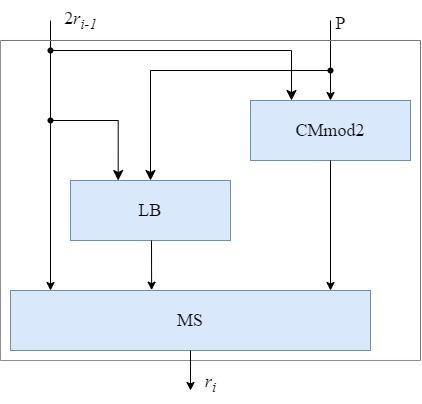 2r_{i-1} P
CMmod2
LB
MS
r_i